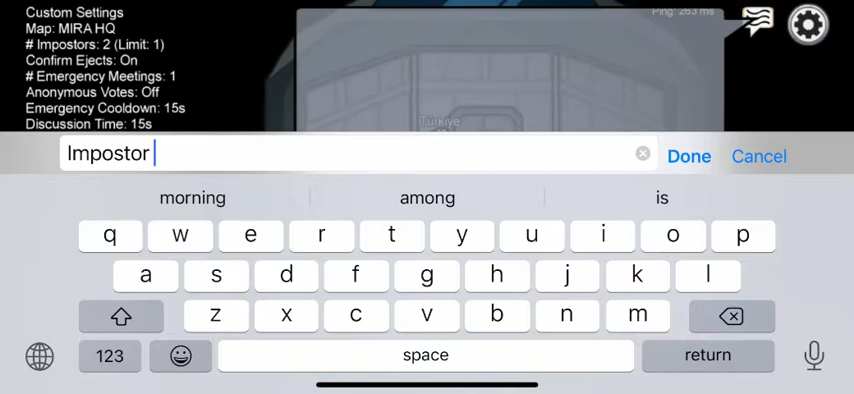 Custom Settings
Map: MIRA HQ
# Impostors: 2 (Limit: 1)
Confirm Ejects: On
# Emergency Meetings: 1
Anonymous Votes: Off
Emergency Cooldown: 15s
Discussion Time: 15s
Ping: 263 ms
Türkiye
Impostor
Done
Cancel
morning among is
q w e r t y u i o p
a s d f g h j k l
z x c v b n m
123 space return